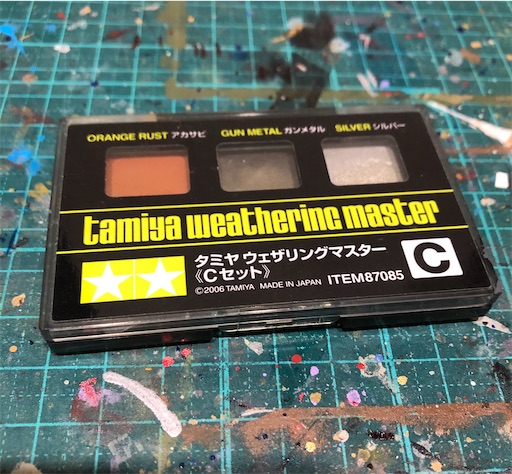 ORANGE RUST アカサビ GUN METAL ガンメタル SILVER シルバー
tamiya weathering master
タミヤ ウェザリングマスター
《Cセット》
©2006 TAMIYA MADE IN JAPAN ITEM87085
C